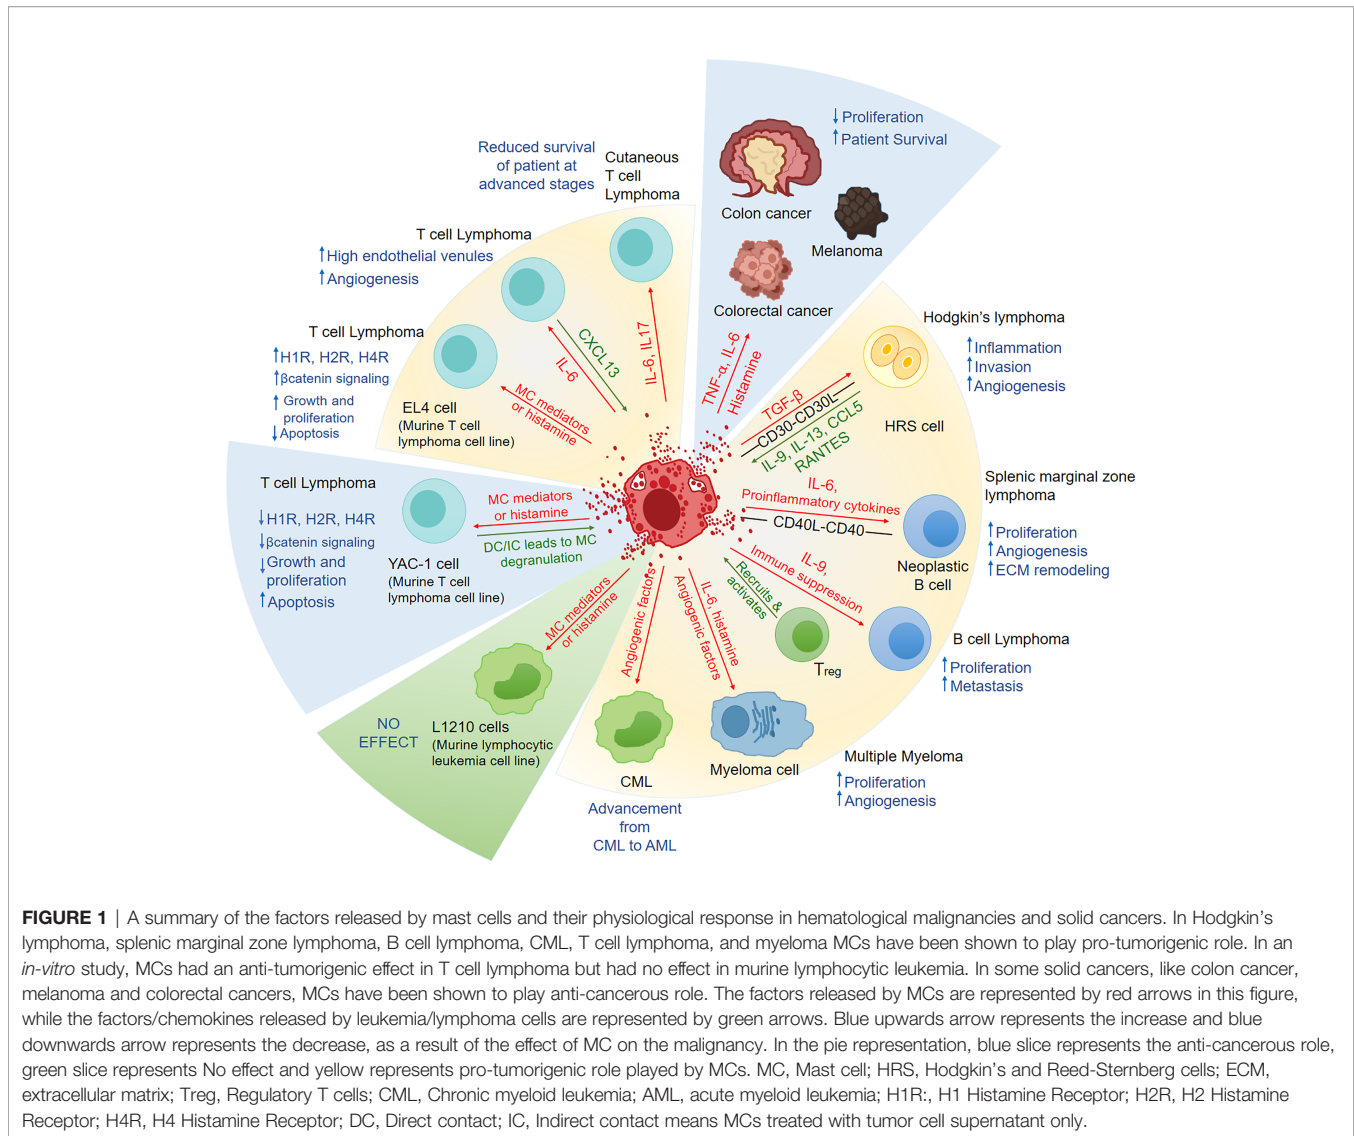 Proliferation
Patient Survival
Colon cancer
Melanoma
Colorectal cancer
TNF-α, IL-6
Histamine
Reduced survival
of patient at
advanced stages
Cutaneous
T cell
Lymphoma
IL-6, IL17
T cell Lymphoma
High endothelial venules
Angiogenesis
CXCL13
IL-6
T cell Lymphoma
H1R, H2R, H4R
βcatenin signaling
Growth and
proliferation
Apoptosis
EL4 cell
(Murine T cell
lymphoma cell line)
MC mediators
or histamine
Hodgkin's lymphoma
Inflammation
Invasion
Angiogenesis
HRS cell
TGF-β
CD30-CD30L
IL-9, IL-13, CCL5
RANTES
Splenic marginal zone
lymphoma
Proliferation
Angiogenesis
ECM remodeling
IL-6,
Proinflammatory cytokines
CD40L-CD40
Neoplastic
B cell
IL-9,
Immune suppression
B cell Lymphoma
Proliferation
Metastasis
Recruits &
activates
Treg
T cell Lymphoma
H1R, H2R, H4R
βcatenin signaling
Growth and
proliferation
Apoptosis
YAC-1 cell
(Murine T cell
lymphoma cell line)
MC mediators
or histamine
DC/IC leads to MC
degranulation
MC mediators
or histamine
NO
EFFECT
L1210 cells
(Murine lymphocytic
leukemia cell line)
Angiogenic factors
CML
Advancement
from
CML to AML
IL-6, histamine
Angiogenic factors
Myeloma cell
Multiple Myeloma
Proliferation
Angiogenesis
FIGURE 1 | A summary of the factors released by mast cells and their physiological response in hematological malignancies and solid cancers. In Hodgkin's
lymphoma, splenic marginal zone lymphoma, B cell lymphoma, CML, T cell lymphoma, and myeloma MCs have been shown to play pro-tumorigenic role. In an
in-vitro study, MCs had an anti-tumorigenic effect in T cell lymphoma but had no effect in murine lymphocytic leukemia. In some solid cancers, like colon cancer,
melanoma and colorectal cancers, MCs have been shown to play anti-cancerous role. The factors released by MCs are represented by red arrows in this figure,
while the factors/chemokines released by leukemia/lymphoma cells are represented by green arrows. Blue upwards arrow represents the increase and blue
downwards arrow represents the decrease, as a result of the effect of MC on the malignancy. In the pie representation, blue slice represents the anti-cancerous role,
green slice represents No effect and yellow represents pro-tumorigenic role played by MCs. MC, Mast cell; HRS, Hodgkin's and Reed-Sternberg cells; ECM,
extracellular matrix; Treg, Regulatory T cells; CML, Chronic myeloid leukemia; AML, acute myeloid leukemia; H1R:, H1 Histamine Receptor; H2R, H2 Histamine
Receptor; H4R, H4 Histamine Receptor; DC, Direct contact; IC, Indirect contact means MCs treated with tumor cell supernatant only.